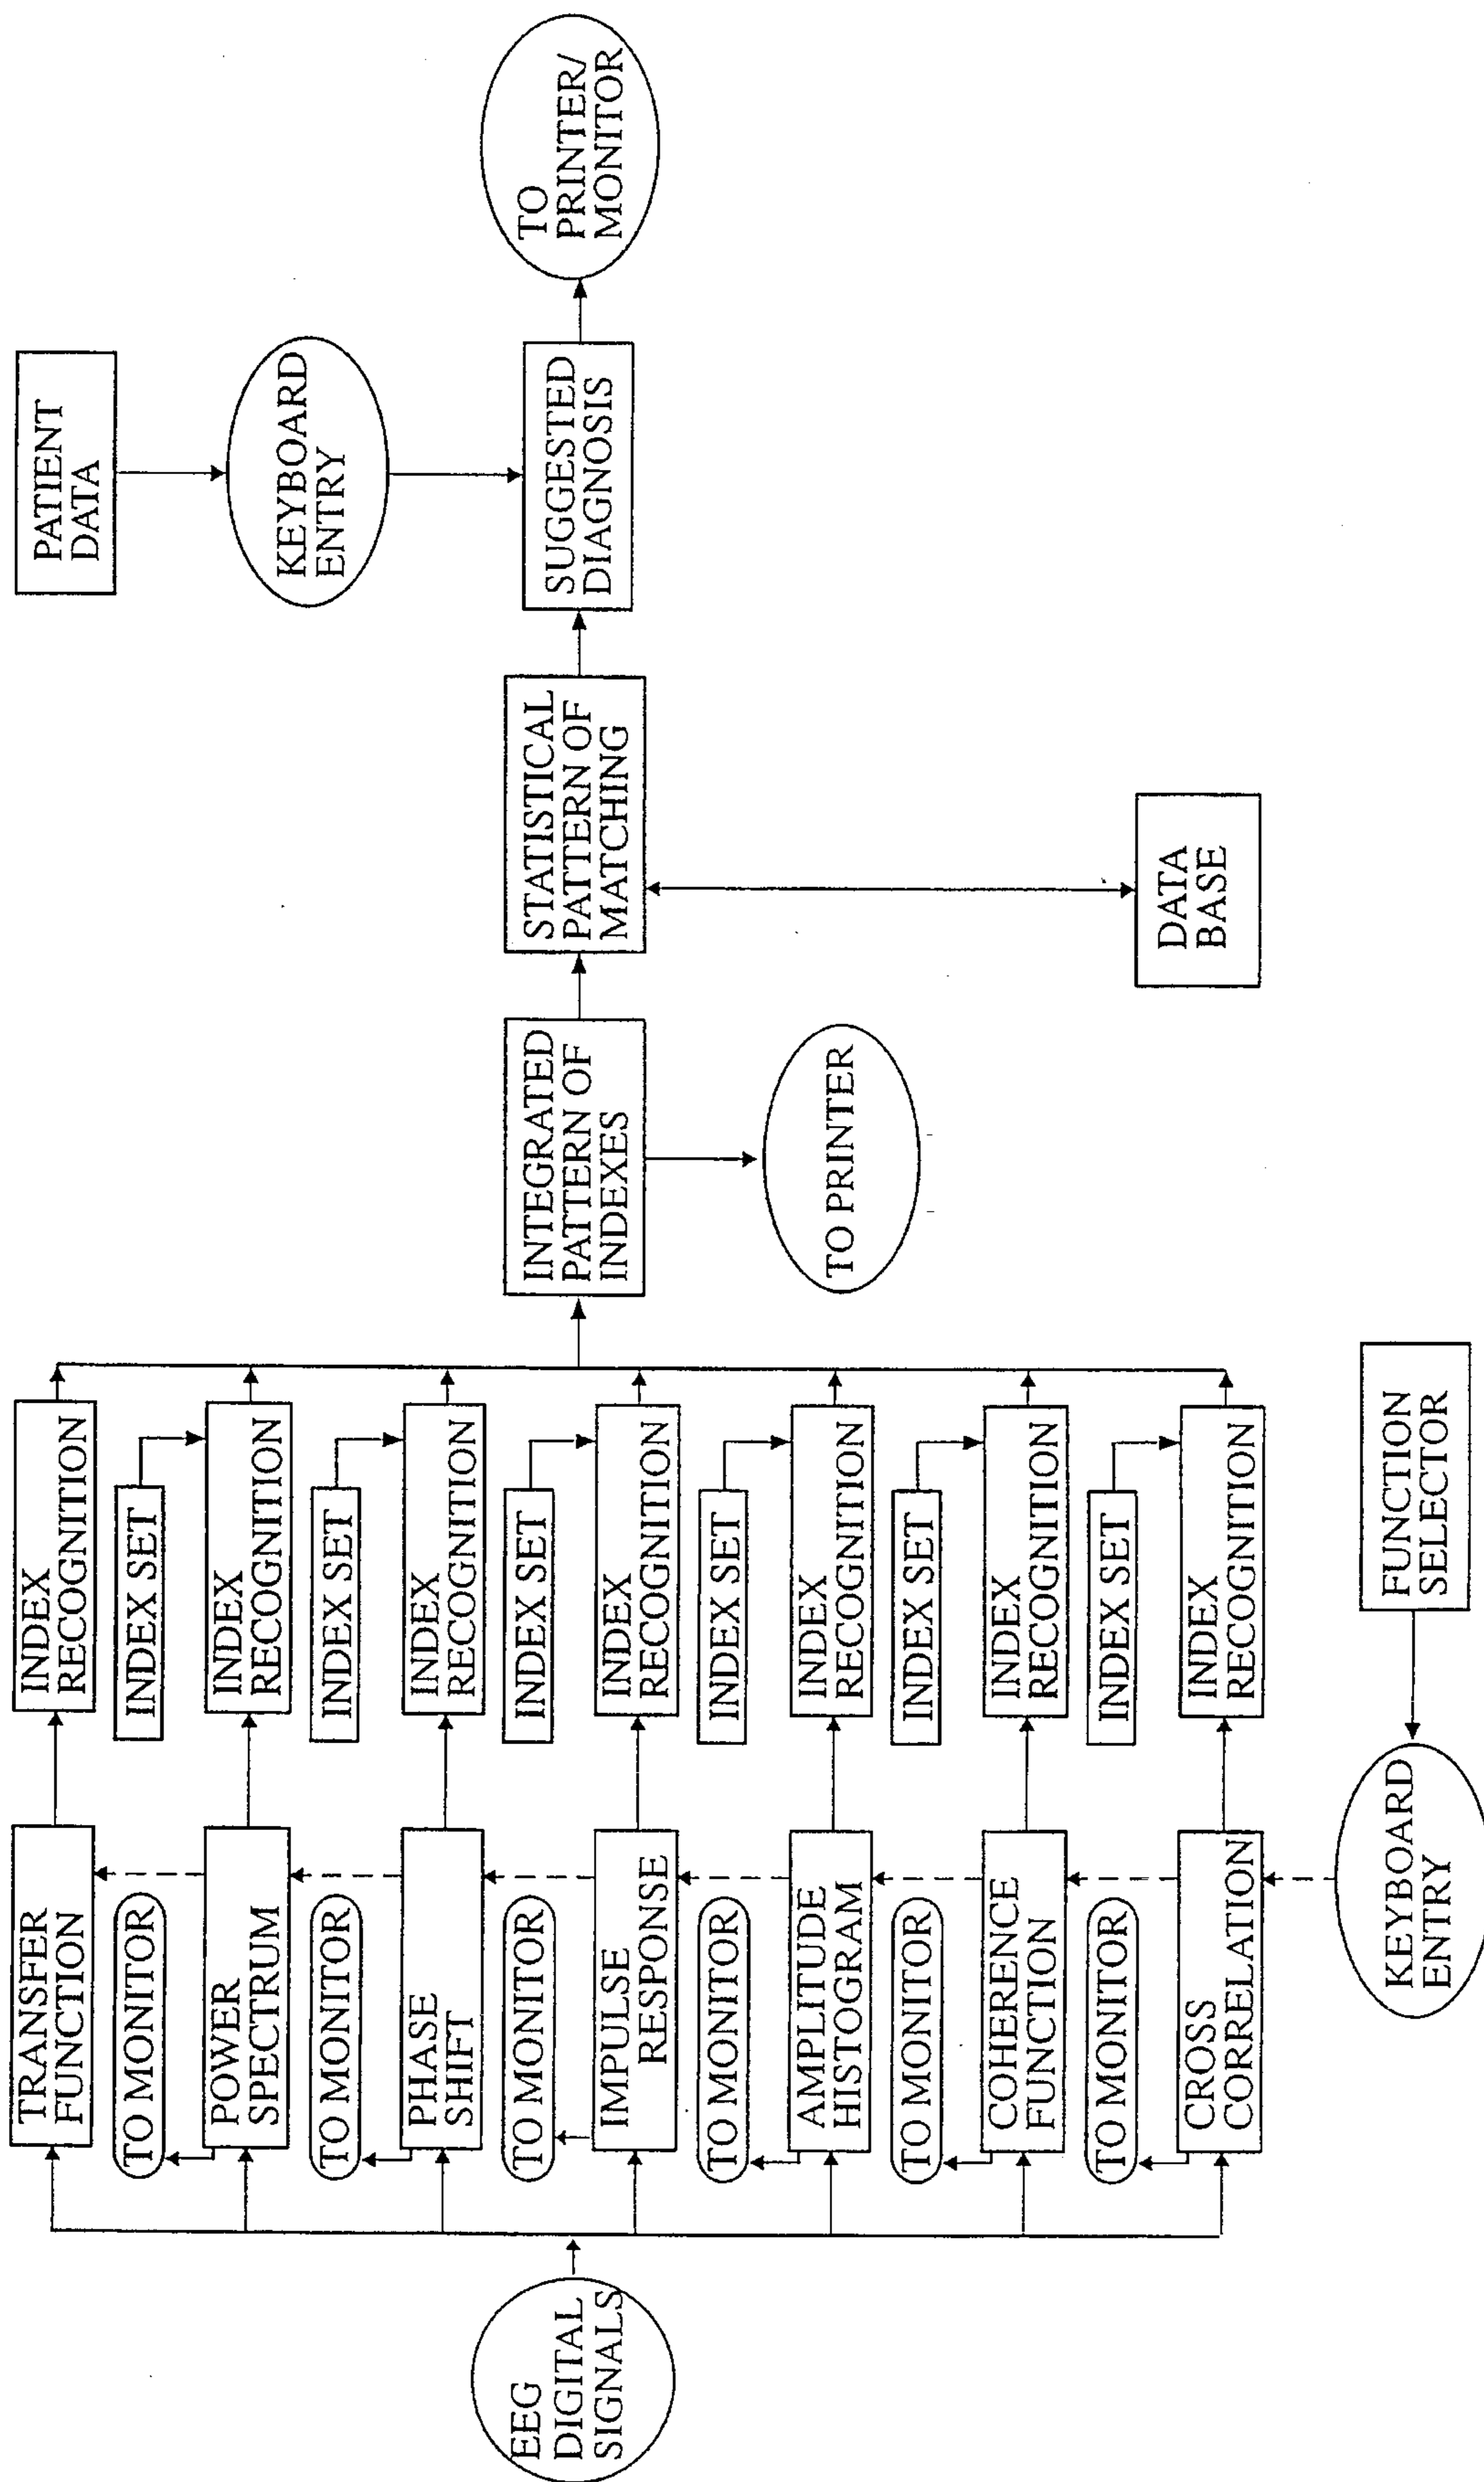 EEG
DIGITAL
SIGNALS
TRANSFER
FUNCTION
INDEX
RECOGNITION
TO MONITOR
INDEX SET
POWER
SPECTRUM
INDEX
RECOGNITION
TO MONITOR
INDEX SET
PHASE
SHIFT
INDEX
RECOGNITION
TO MONITOR
INDEX SET
IMPULSE
RESPONSE
INDEX
RECOGNITION
TO MONITOR
INDEX SET
AMPLITUDE
HISTOGRAM
INDEX
RECOGNITION
TO MONITOR
INDEX SET
COHERENCE
FUNCTION
INDEX
RECOGNITION
TO MONITOR
INDEX SET
CROSS
CORRELATION
INDEX
RECOGNITION
KEYBOARD
ENTRY
FUNCTION
SELECTOR
INTEGRATED
PATTERN OF
INDEXES
TO PRINTER
STATISTICAL
PATTERN OF
MATCHING
DATA
BASE
PATIENT
DATA
KEYBOARD
ENTRY
SUGGESTED
DIAGNOSIS
TO
PRINTER/
MONITOR